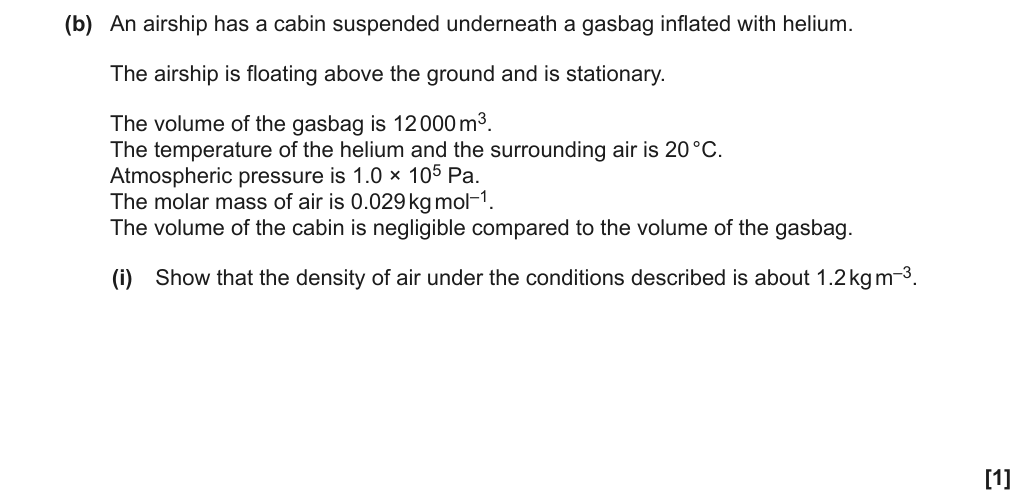 (b) An airship has a cabin suspended underneath a gasbag inflated with helium.
The airship is floating above the ground and is stationary.
The volume of the gasbag is 12 000 m³.
The temperature of the helium and the surrounding air is 20 °C.
Atmospheric pressure is 1.0 × 10⁵ Pa.
The molar mass of air is 0.029 kg mol⁻¹.
The volume of the cabin is negligible compared to the volume of the gasbag.
(i) Show that the density of air under the conditions described is about 1.2 kg m⁻³.
[1]